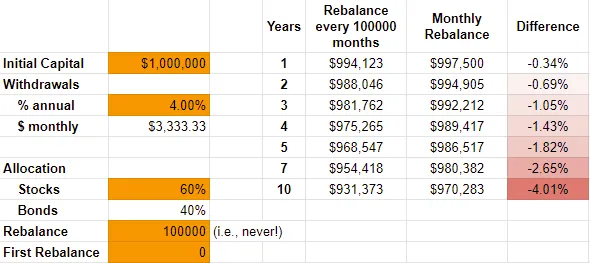 Years Rebalance every 100000 months Monthly Rebalance Difference
Initial Capital $1,000,000 1 $994,123 $997,500 -0.34%
Withdrawals 2 $988,046 $994,905 -0.69%
% annual 4.00% 3 $981,762 $992,212 -1.05%
$ monthly $3,333.33 4 $975,265 $989,417 -1.43%
5 $968,547 $986,517 -1.82%
Allocation 7 $954,418 $980,382 -2.65%
Stocks 60% 10 $931,373 $970,283 -4.01%
Bonds 40%
Rebalance 100000 (i.e., never!)
First Rebalance 0